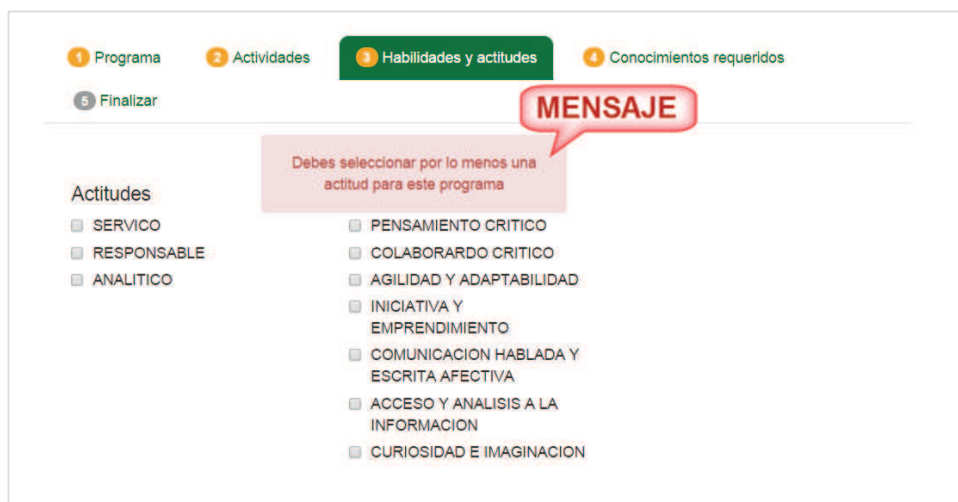 1 Programa
2 Actividades
3 Habilidades y actitudes
4 Conocimientos requeridos
5 Finalizar
MENSAJE
Debes seleccionar por lo menos una
actitud para este programa
Actitudes
SERVICO
RESPONSABLE
ANALITICO
PENSAMIENTO CRITICO
COLABORARDO CRITICO
AGILIDAD Y ADAPTABILIDAD
INICIATIVA Y
EMPRENDIMIENTO
COMUNICACION HABLADA Y
ESCRITA AFECTIVA
ACCESO Y ANALISIS A LA
INFORMACION
CURIOSIDAD E IMAGINACION